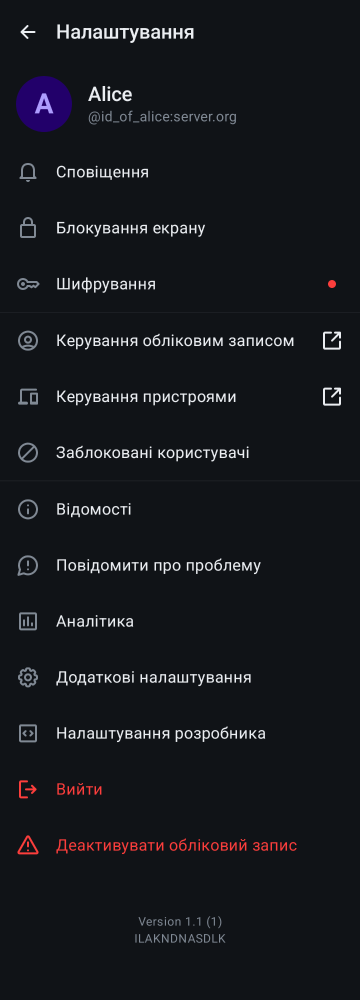 Налаштування
A
Alice
@id_of_alice:server.org
Сповіщення
Блокування екрану
Шифрування
Керування обліковим записом
Керування пристроями
Заблоковані користувачі
Відомості
Повідомити про проблему
Аналітика
Додаткові налаштування
Налаштування розробника
Вийти
Деактивувати обліковий запис
Version 1.1 (1)
ILAKNDNASDLK